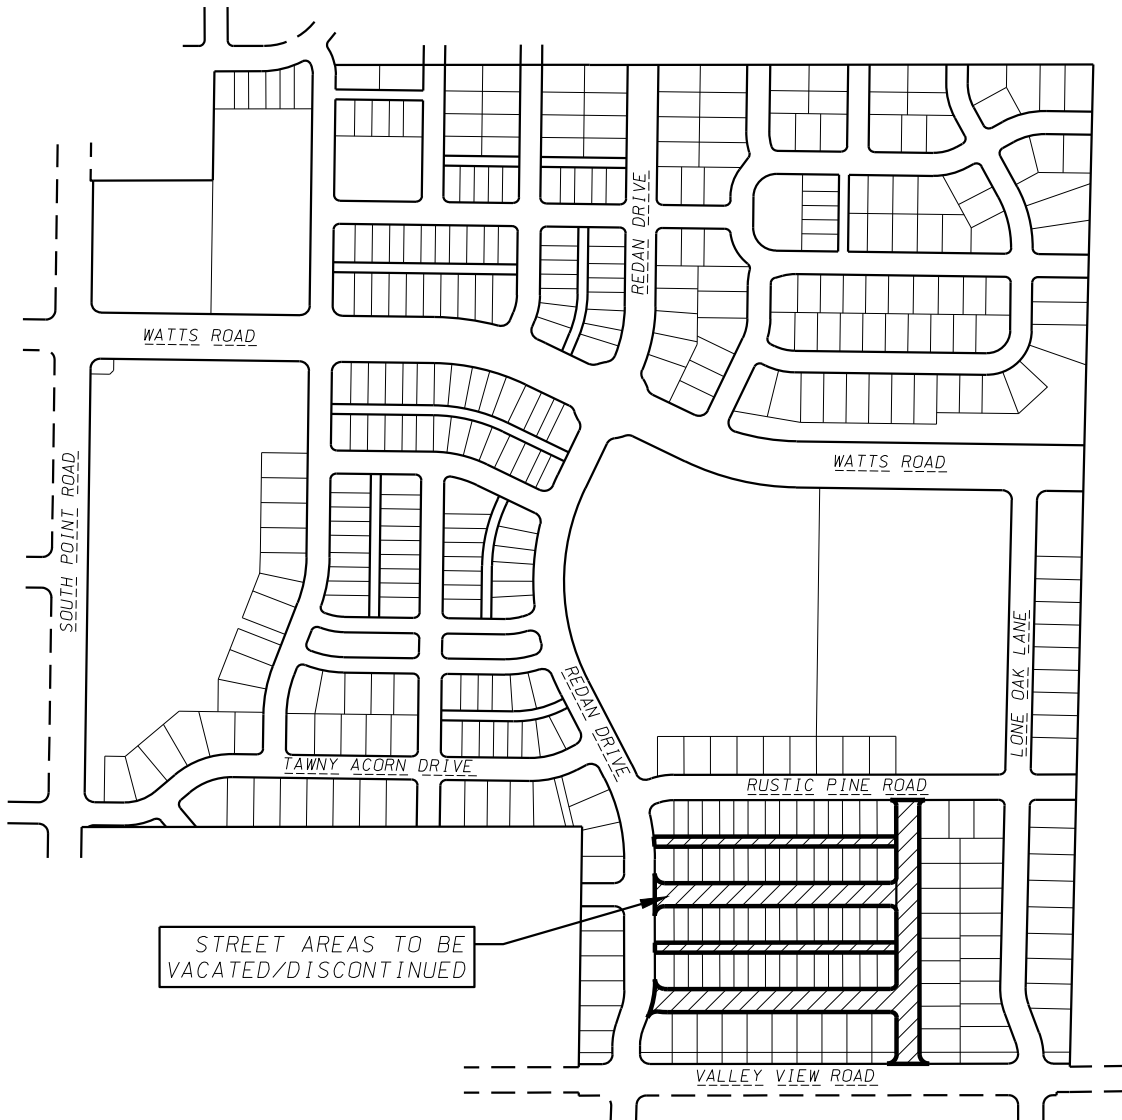 REDAN DRIVE
WATTS ROAD
WATTS ROAD
SOUTH POINT ROAD
LONE OAK LANE
REDAN DRIVE
TAWNY ACORN DRIVE
RUSTIC PINE ROAD
STREET AREAS TO BE
VACATED/DISCONTINUED
VALLEY VIEW ROAD